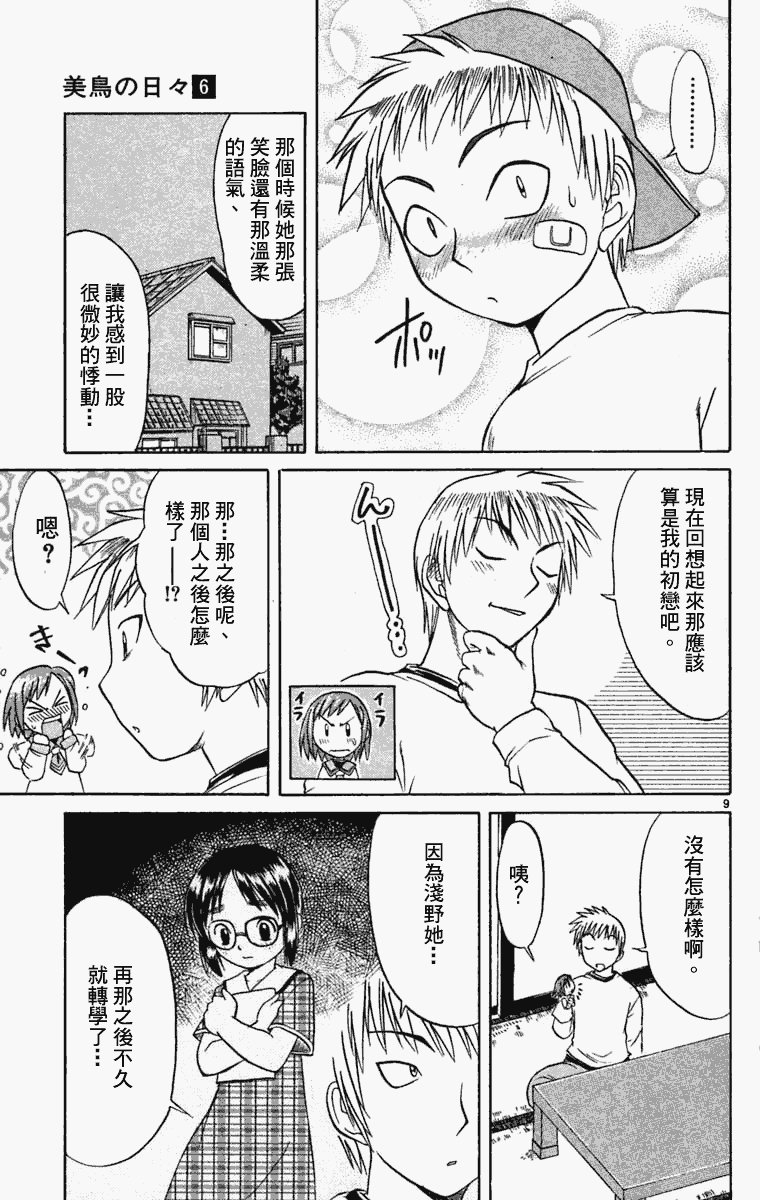 美鳥の日々6
…………
ポッ
那個時候她那張
笑臉還有那溫柔
的語氣、
讓我感到一股
很微妙的悸動…
現在回想起來那應該
算是我的初戀吧。
ん……
イラ
イラ
那…那之後呢、
那個人之後怎麼
樣了——!?
嗯？
きー
9
沒有怎麼樣啊。
咦？
因為淺野她…
再那之後不久
就轉學了…